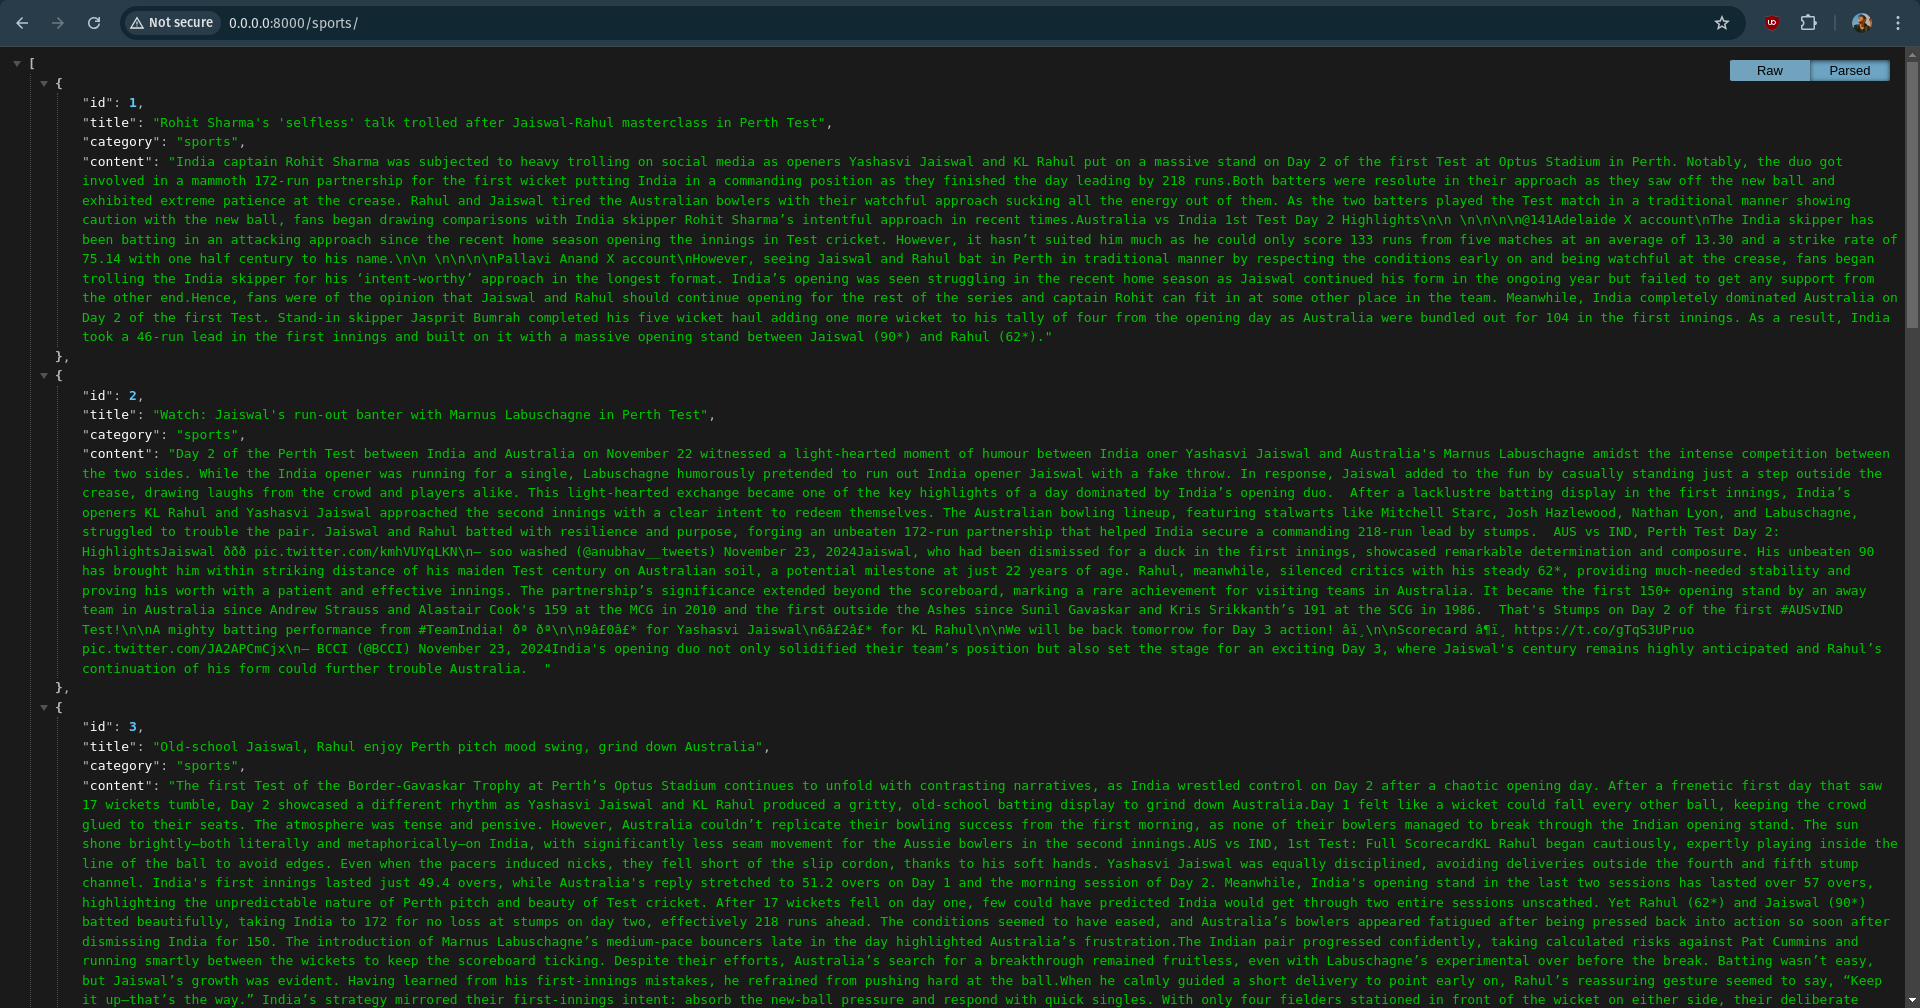 Not secure 0.0.0.0:8000/sports/
Raw Parsed
[
{
"id": 1,
"title": "Rohit Sharma's 'selfless' talk trolled after Jaiswal-Rahul masterclass in Perth Test",
"category": "sports",
"content": "India captain Rohit Sharma was subjected to heavy trolling on social media as openers Yashasvi Jaiswal and KL Rahul put on a massive stand on Day 2 of the first Test at Optus Stadium in Perth. Notably, the duo got
involved in a mammoth 172-run partnership for the first wicket putting India in a commanding position as they finished the day leading by 218 runs.Both batters were resolute in their approach as they saw off the new ball and
exhibited extreme patience at the crease. Rahul and Jaiswal tired the Australian bowlers with their watchful approach sucking all the energy out of them. As the two batters played the Test match in a traditional manner showing
caution with the new ball, fans began drawing comparisons with India skipper Rohit Sharma’s intentful approach in recent times.Australia vs India 1st Test Day 2 Highlights\n\n \n\n\n\n@141Adelaide X account\nThe India skipper has
been batting in an attacking approach since the recent home season opening the innings in Test cricket. However, it hasn’t suited him much as he could only score 133 runs from five matches at an average of 13.30 and a strike rate of
75.14 with one half century to his name.\n\n \n\n\n\nPallavi Anand X account\nHowever, seeing Jaiswal and Rahul bat in Perth in traditional manner by respecting the conditions early on and being watchful at the crease, fans began
trolling the India skipper for his ‘intent-worthy’ approach in the longest format. India’s opening was seen struggling in the recent home season as Jaiswal continued his form in the ongoing year but failed to get any support from
the other end.Hence, fans were of the opinion that Jaiswal and Rahul should continue opening for the rest of the series and captain Rohit can fit in at some other place in the team. Meanwhile, India completely dominated Australia on
Day 2 of the first Test. Stand-in skipper Jasprit Bumrah completed his five wicket haul adding one more wicket to his tally of four from the opening day as Australia were bundled out for 104 in the first innings. As a result, India
took a 46-run lead in the first innings and built on it with a massive opening stand between Jaiswal (90*) and Rahul (62*)."
},
{
"id": 2,
"title": "Watch: Jaiswal's run-out banter with Marnus Labuschagne in Perth Test",
"category": "sports",
"content": "Day 2 of the Perth Test between India and Australia on November 22 witnessed a light-hearted moment of humour between India oner Yashasvi Jaiswal and Australia's Marnus Labuschagne amidst the intense competition between
the two sides. While the India opener was running for a single, Labuschagne humorously pretended to run out India opener Jaiswal with a fake throw. In response, Jaiswal added to the fun by casually standing just a step outside the
crease, drawing laughs from the crowd and players alike. This light-hearted exchange became one of the key highlights of a day dominated by India’s opening duo.  After a lacklustre batting display in the first innings, India’s
openers KL Rahul and Yashasvi Jaiswal approached the second innings with a clear intent to redeem themselves. The Australian bowling lineup, featuring stalwarts like Mitchell Starc, Josh Hazlewood, Nathan Lyon, and Labuschagne,
struggled to trouble the pair. Jaiswal and Rahul batted with resilience and purpose, forging an unbeaten 172-run partnership that helped India secure a commanding 218-run lead by stumps.  AUS vs IND, Perth Test Day 2:
HighlightsJaiswal ððð pic.twitter.com/kmhVUYqLKN\n— soo washed (@anubhav__tweets) November 23, 2024Jaiswal, who had been dismissed for a duck in the first innings, showcased remarkable determination and composure. His unbeaten 90
has brought him within striking distance of his maiden Test century on Australian soil, a potential milestone at just 22 years of age. Rahul, meanwhile, silenced critics with his steady 62*, providing much-needed stability and
proving his worth with a patient and effective innings. The partnership’s significance extended beyond the scoreboard, marking a rare achievement for visiting teams in Australia. It became the first 150+ opening stand by an away
team in Australia since Andrew Strauss and Alastair Cook's 159 at the MCG in 2010 and the first outside the Ashes since Sunil Gavaskar and Kris Srikkanth’s 191 at the SCG in 1986.  That's Stumps on Day 2 of the first #AUSvIND
Test!\n\nA mighty batting performance from #TeamIndia! ðª ðª\n\n9â£0â£* for Yashasvi Jaiswal\n6â£2â£* for KL Rahul\n\nWe will be back tomorrow for Day 3 action! âï¸\n\nScorecard â¶ï¸ https://t.co/gTqS3UPruo
pic.twitter.com/JA2APCmCjx\n— BCCI (@BCCI) November 23, 2024India's opening duo not only solidified their team’s position but also set the stage for an exciting Day 3, where Jaiswal's century remains highly anticipated and Rahul’s
continuation of his form could further trouble Australia.  "
},
{
"id": 3,
"title": "Old-school Jaiswal, Rahul enjoy Perth pitch mood swing, grind down Australia",
"category": "sports",
"content": "The first Test of the Border-Gavaskar Trophy at Perth’s Optus Stadium continues to unfold with contrasting narratives, as India wrestled control on Day 2 after a chaotic opening day. After a frenetic first day that saw
17 wickets tumble, Day 2 showcased a different rhythm as Yashasvi Jaiswal and KL Rahul produced a gritty, old-school batting display to grind down Australia.Day 1 felt like a wicket could fall every other ball, keeping the crowd
glued to their seats. The atmosphere was tense and pensive. However, Australia couldn’t replicate their bowling success from the first morning, as none of their bowlers managed to break through the Indian opening stand. The sun
shone brightly—both literally and metaphorically—on India, with significantly less seam movement for the Aussie bowlers in the second innings.AUS vs IND, 1st Test: Full ScorecardKL Rahul began cautiously, expertly playing inside the
line of the ball to avoid edges. Even when the pacers induced nicks, they fell short of the slip cordon, thanks to his soft hands. Yashasvi Jaiswal was equally disciplined, avoiding deliveries outside the fourth and fifth stump
channel. India's first innings lasted just 49.4 overs, while Australia's reply stretched to 51.2 overs on Day 1 and the morning session of Day 2. Meanwhile, India's opening stand in the last two sessions has lasted over 57 overs,
highlighting the unpredictable nature of Perth pitch and beauty of Test cricket. After 17 wickets fell on day one, few could have predicted India would get through two entire sessions unscathed. Yet Rahul (62*) and Jaiswal (90*)
batted beautifully, taking India to 172 for no loss at stumps on day two, effectively 218 runs ahead. The conditions seemed to have eased, and Australia’s bowlers appeared fatigued after being pressed back into action so soon after
dismissing India for 150. The introduction of Marnus Labuschagne’s medium-pace bouncers late in the day highlighted Australia’s frustration.The Indian pair progressed confidently, taking calculated risks against Pat Cummins and
running smartly between the wickets to keep the scoreboard ticking. Despite their efforts, Australia’s search for a breakthrough remained fruitless, even with Labuschagne’s experimental over before the break. Batting wasn’t easy,
but Jaiswal’s growth was evident. Having learned from his first-innings mistakes, he refrained from pushing hard at the ball.When he calmly guided a short delivery to point early on, Rahul’s reassuring gesture seemed to say, “Keep
it up—that’s the way.” India’s strategy mirrored their first-innings intent: absorb the new-ball pressure and respond with quick singles. With only four fielders stationed in front of the wicket on either side, their deliberate